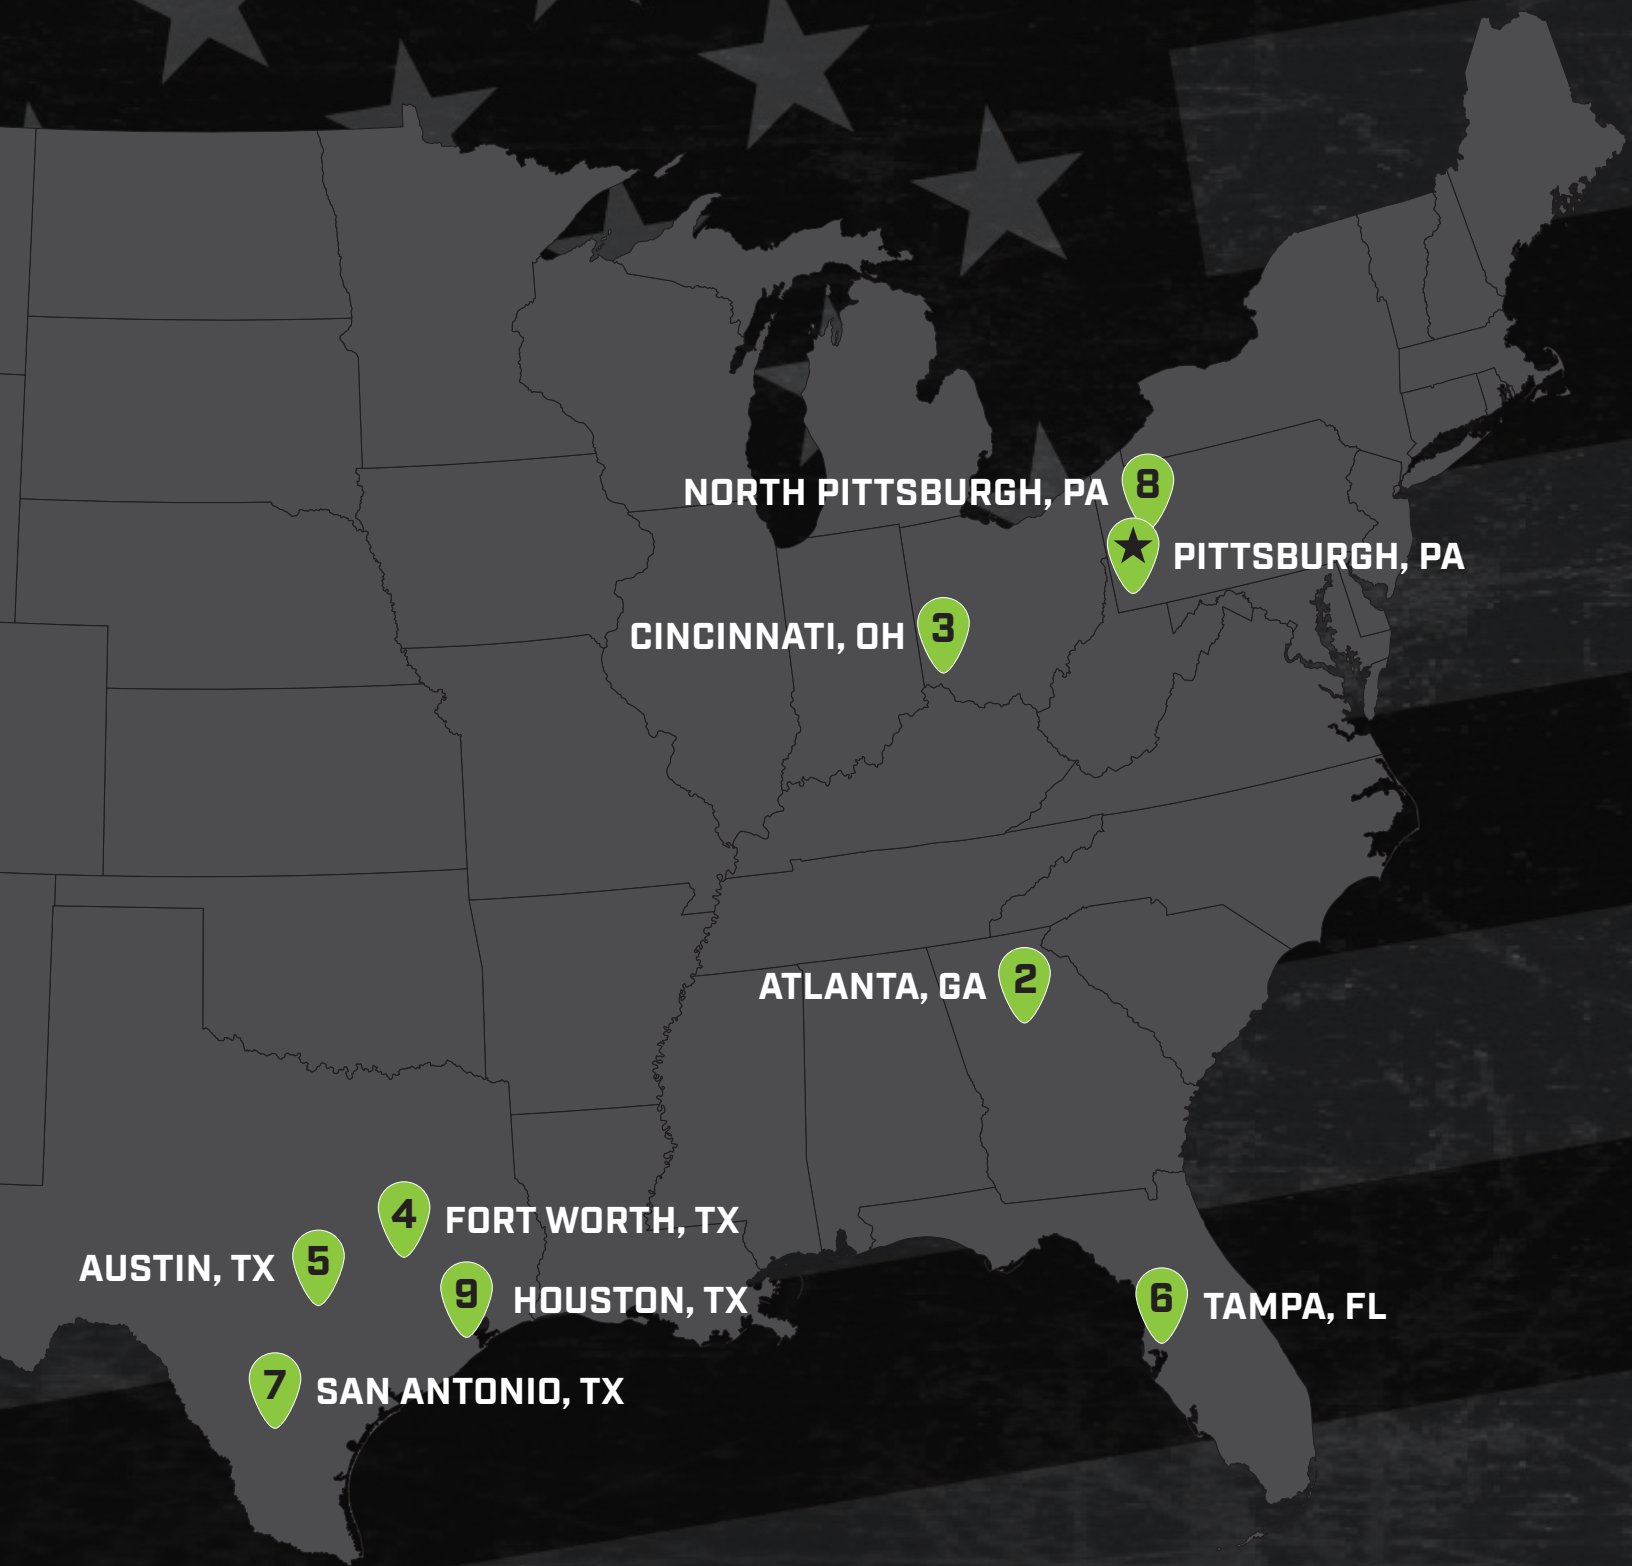 NORTH PITTSBURGH, PA 8
PITTSBURGH, PA
CINCINNATI, OH 3
ATLANTA, GA 2
4 FORT WORTH, TX
AUSTIN, TX 5
9 HOUSTON, TX
6 TAMPA, FL
7 SAN ANTONIO, TX